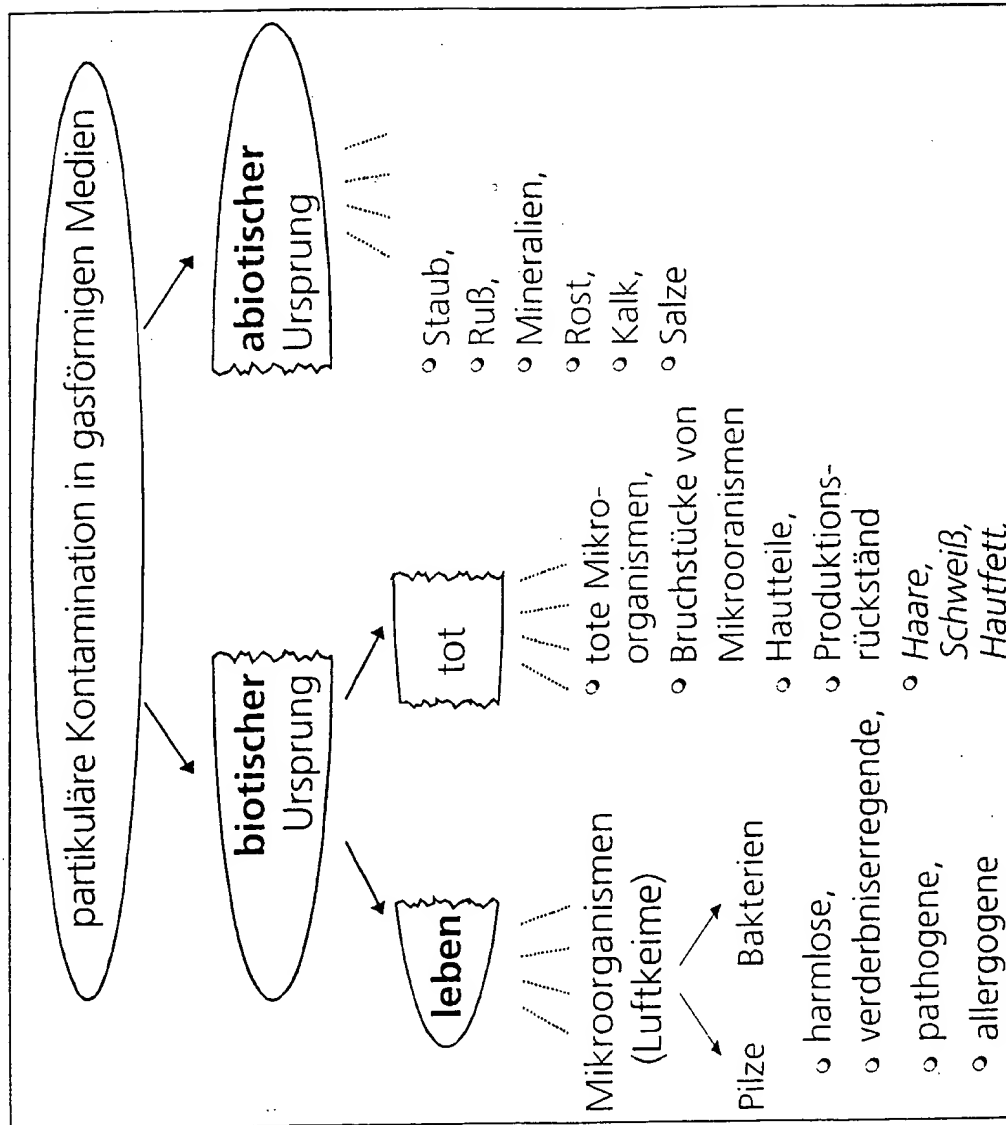 partikuläre Kontamination in gasförmigen Medien
biotischer
Ursprung
abiotischer
Ursprung
leben
tot
Mikroorganismen
(Luftkeime)
Pilze
Bakterien
harmlose,
verderbniserregende,
pathogene,
allergogene
tote Mikro-
organismen,
Bruchstücke von
Mikrooranismen
Hautteile,
Produktions-
rückständ
Haare,
Schweiß,
Hautfett,
Staub,
Ruß,
Mineralien,
Rost,
Kalk,
Salze